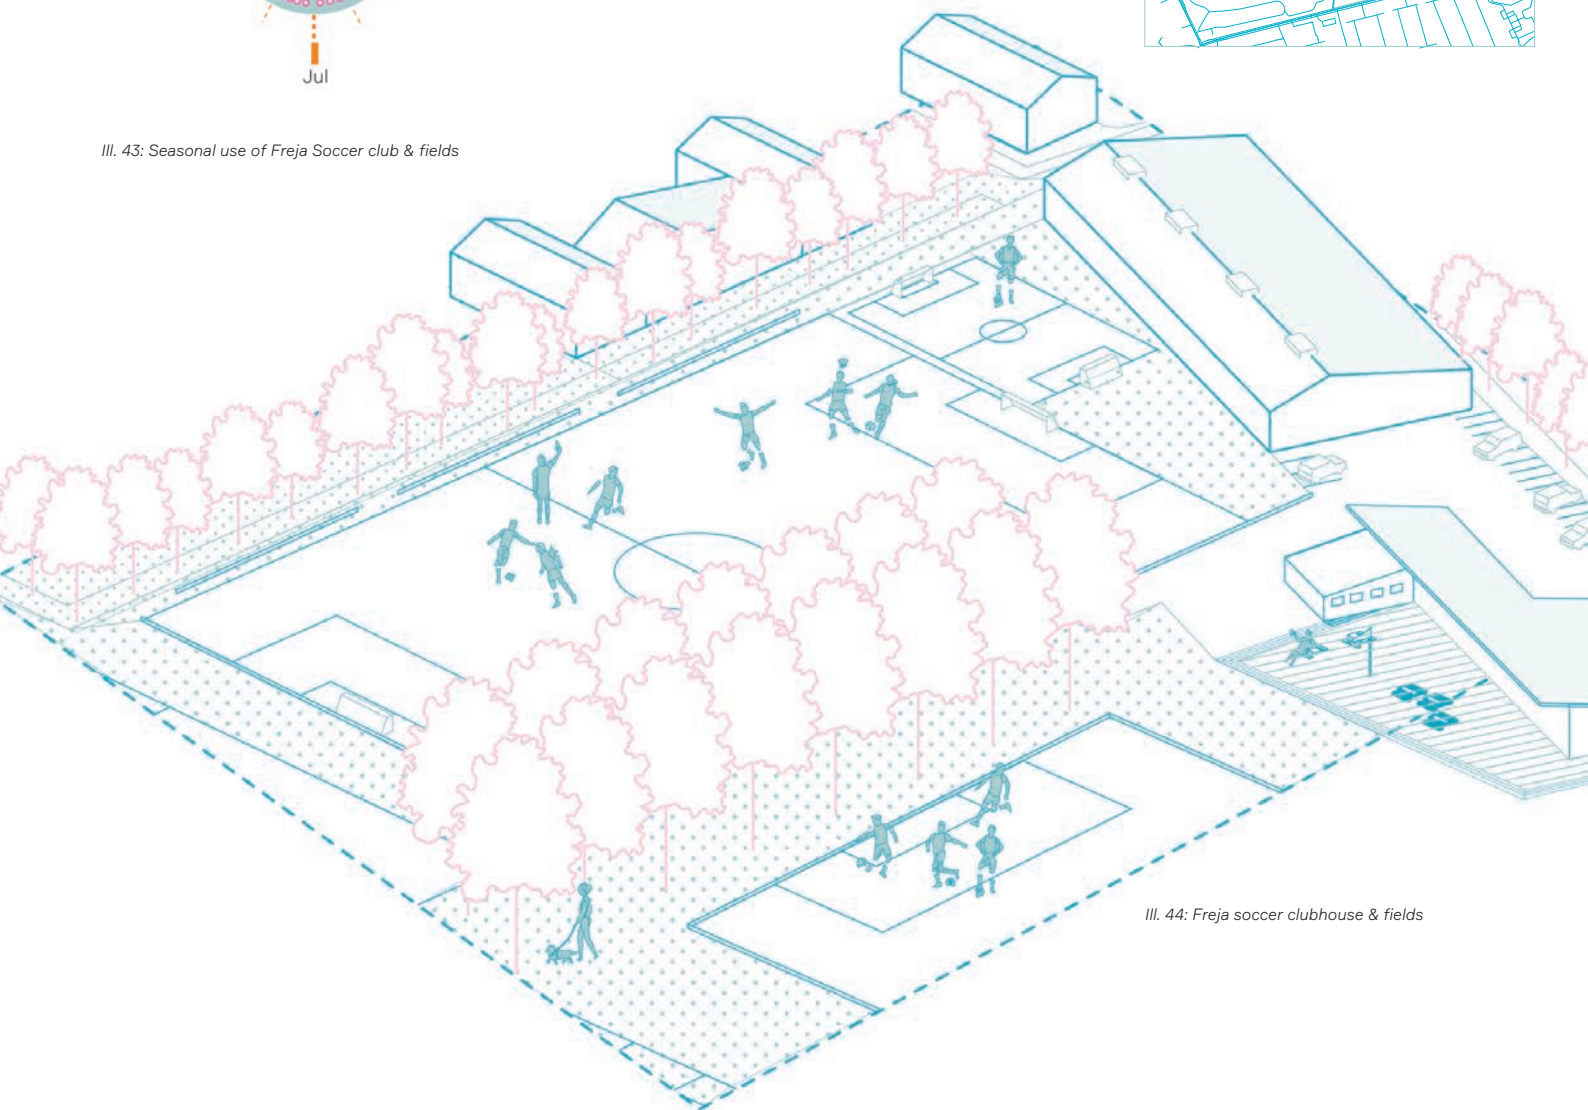 Jul
Ill. 43: Seasonal use of Freja Soccer club & fields
Ill. 44: Freja soccer clubhouse & fields